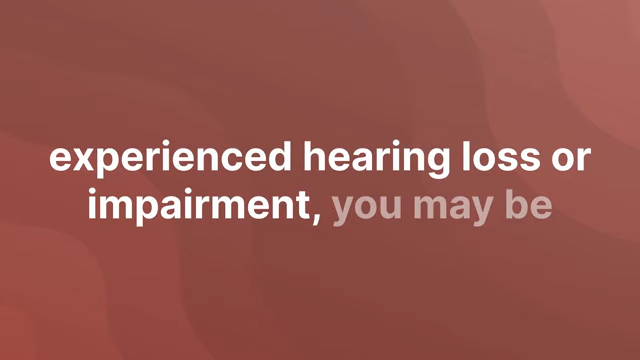 experienced hearing loss or
impairment, you may be